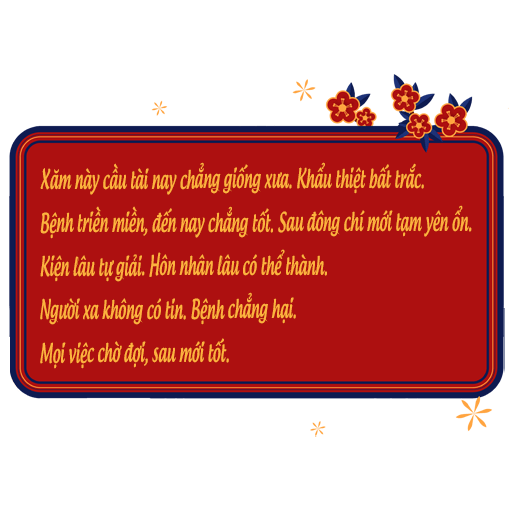 Xăm này cầu tài nay chẳng giống xưa. Khẩu thiệt bất trắc.
Bệnh triền miền, đến nay chẳng tốt. Sau đông chí mới tạm yên ổn.
Kiện lâu tự giải. Hôn nhân lâu có thể thành.
Người xa không có tin. Bệnh chẳng hại.
Mọi việc chờ đợi, sau mới tốt.